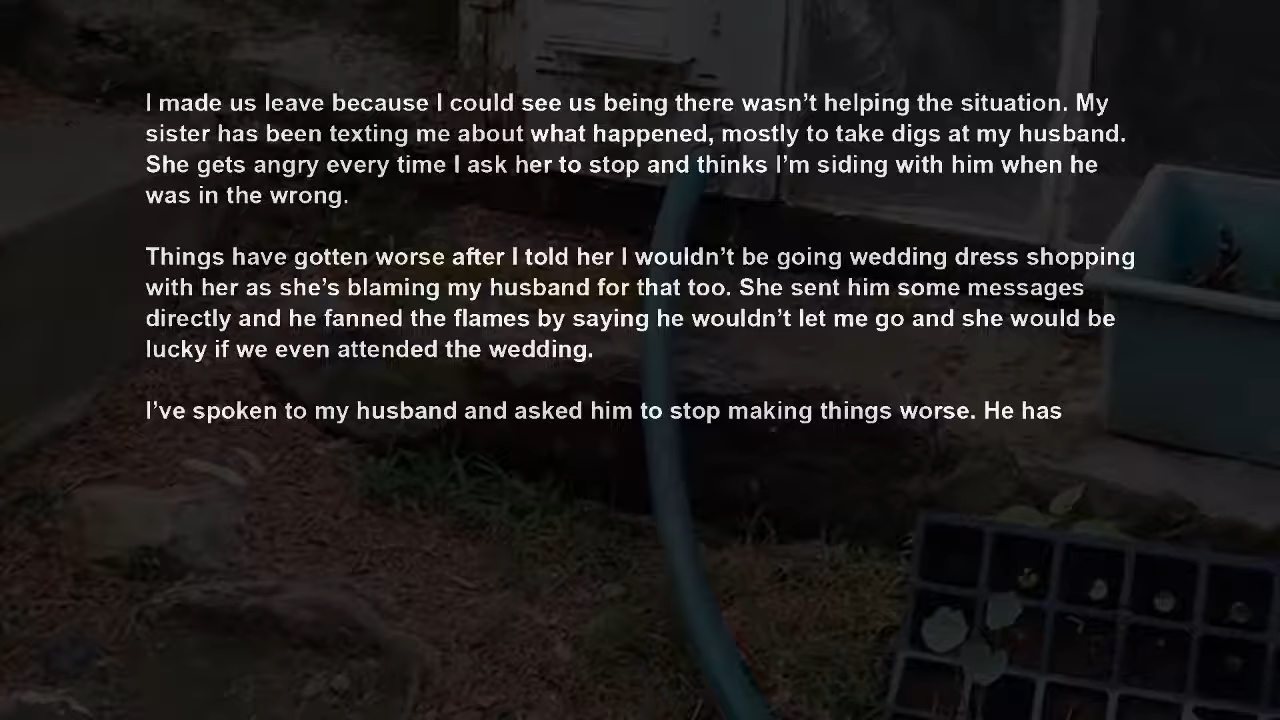 I made us leave because I could see us being there wasn’t helping the situation. My
sister has been texting me about what happened, mostly to take digs at my husband.
She gets angry every time I ask her to stop and thinks I’m siding with him when he
was in the wrong.
Things have gotten worse after I told her I wouldn’t be going wedding dress shopping
with her as she’s blaming my husband for that too. She sent him some messages
directly and he fanned the flames by saying he wouldn’t let me go and she would be
lucky if we even attended the wedding.
I’ve spoken to my husband and asked him to stop making things worse. He has